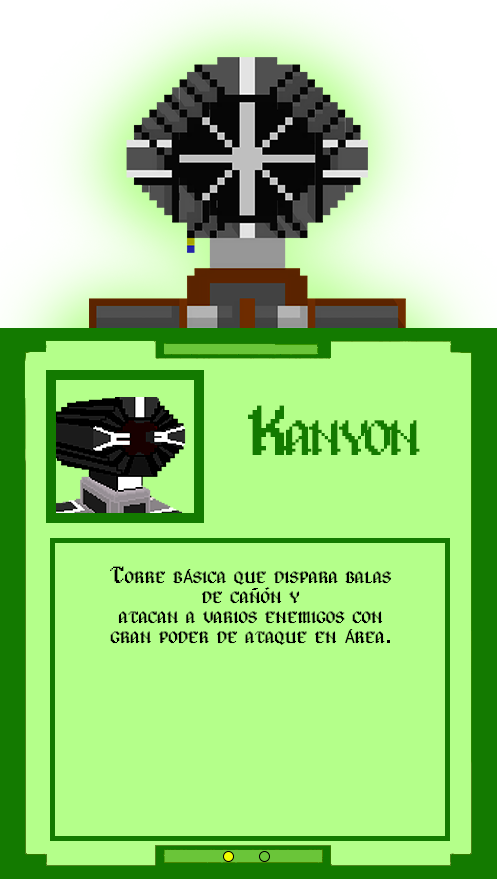 Kanyon
Torre básica que dispara balas
de cañón y
atacan a varios enemigos con
gran poder de ataque en área.